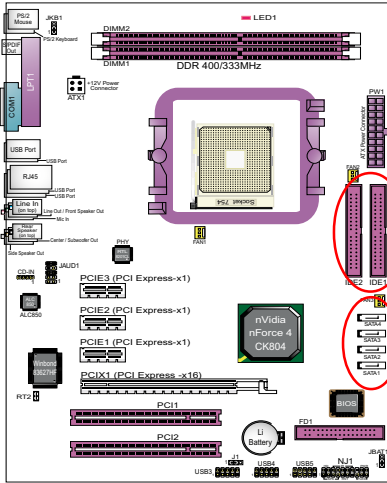 PS/2
Mouse
JKB1
1
LED1
PS/2 Keyboard
SPDIF
Out
DIMM2
DIMM1
DDR 400/333MHz
LPT1
COM1
+12V Power
Connector
ATX1
PW1
ATX Power Connector
USB Port
USB Port
RJ45
USB Port
USB Port
Line In
(on top)
Line Out / Front Speaker Out
Mic In
Rear
Speaker
(on top)
Center / Subwoofer Out
Side Speaker Out
Socket 754
FAN1
FAN2
IDE2
IDE1
PHY
CD-IN
JAUD1
ALC850
PCIE3 (PCI Express-x1)
PCIE2 (PCI Express-x1)
PCIE1 (PCI Express-x1)
PCIX1 (PCI Express -x16)
nVidia
nForce 4
CK804
SATA4
SATA3
SATA2
SATA1
Winbond
83627HF
RT2
BIOS
PCI1
PCI2
Li
Battery
FD1
JBAT1
1
J1
1
USB3
USB4
USB5
NJ1